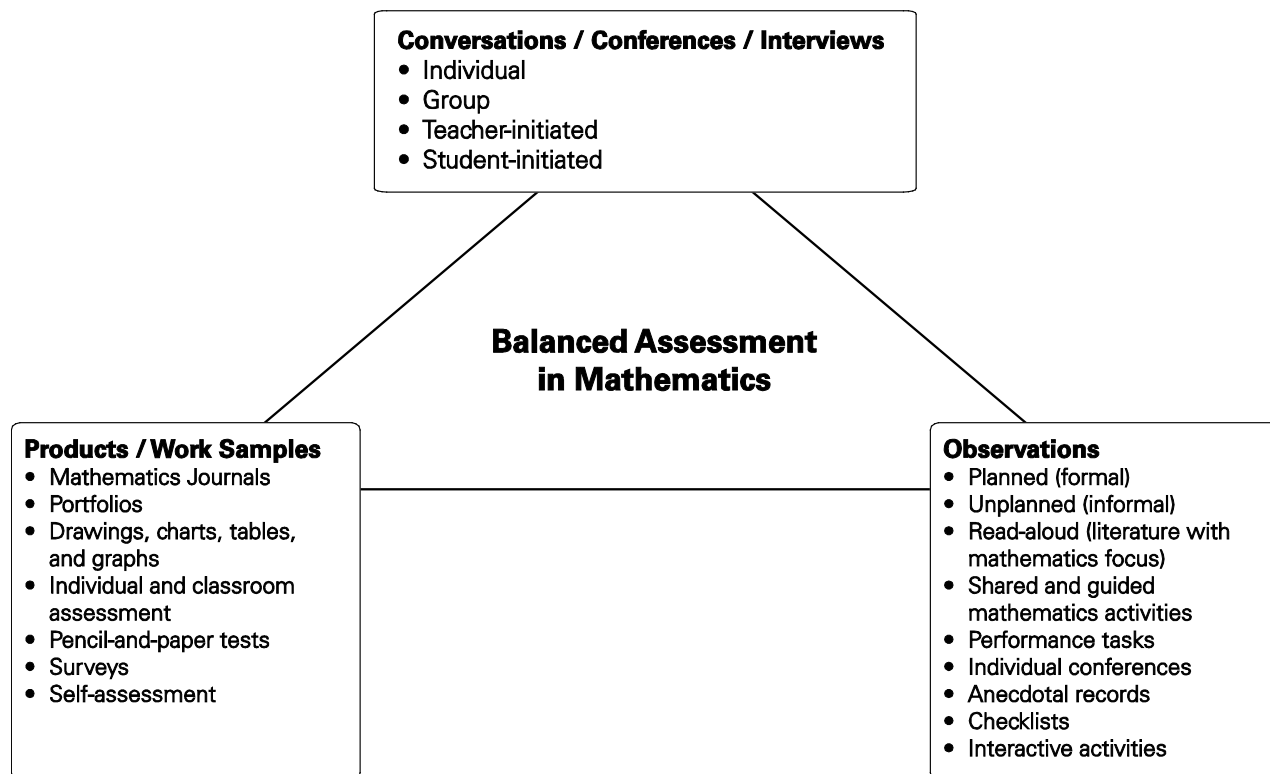 Conversations / Conferences / Interviews
• Individual
• Group
• Teacher-initiated
• Student-initiated
Balanced Assessment
in Mathematics
Products / Work Samples
• Mathematics Journals
• Portfolios
• Drawings, charts, tables,
and graphs
• Individual and classroom
assessment
• Pencil-and-paper tests
• Surveys
• Self-assessment
Observations
• Planned (formal)
• Unplanned (informal)
• Read-aloud (literature with
mathematics focus)
• Shared and guided
mathematics activities
• Performance tasks
• Individual conferences
• Anecdotal records
• Checklists
• Interactive activities